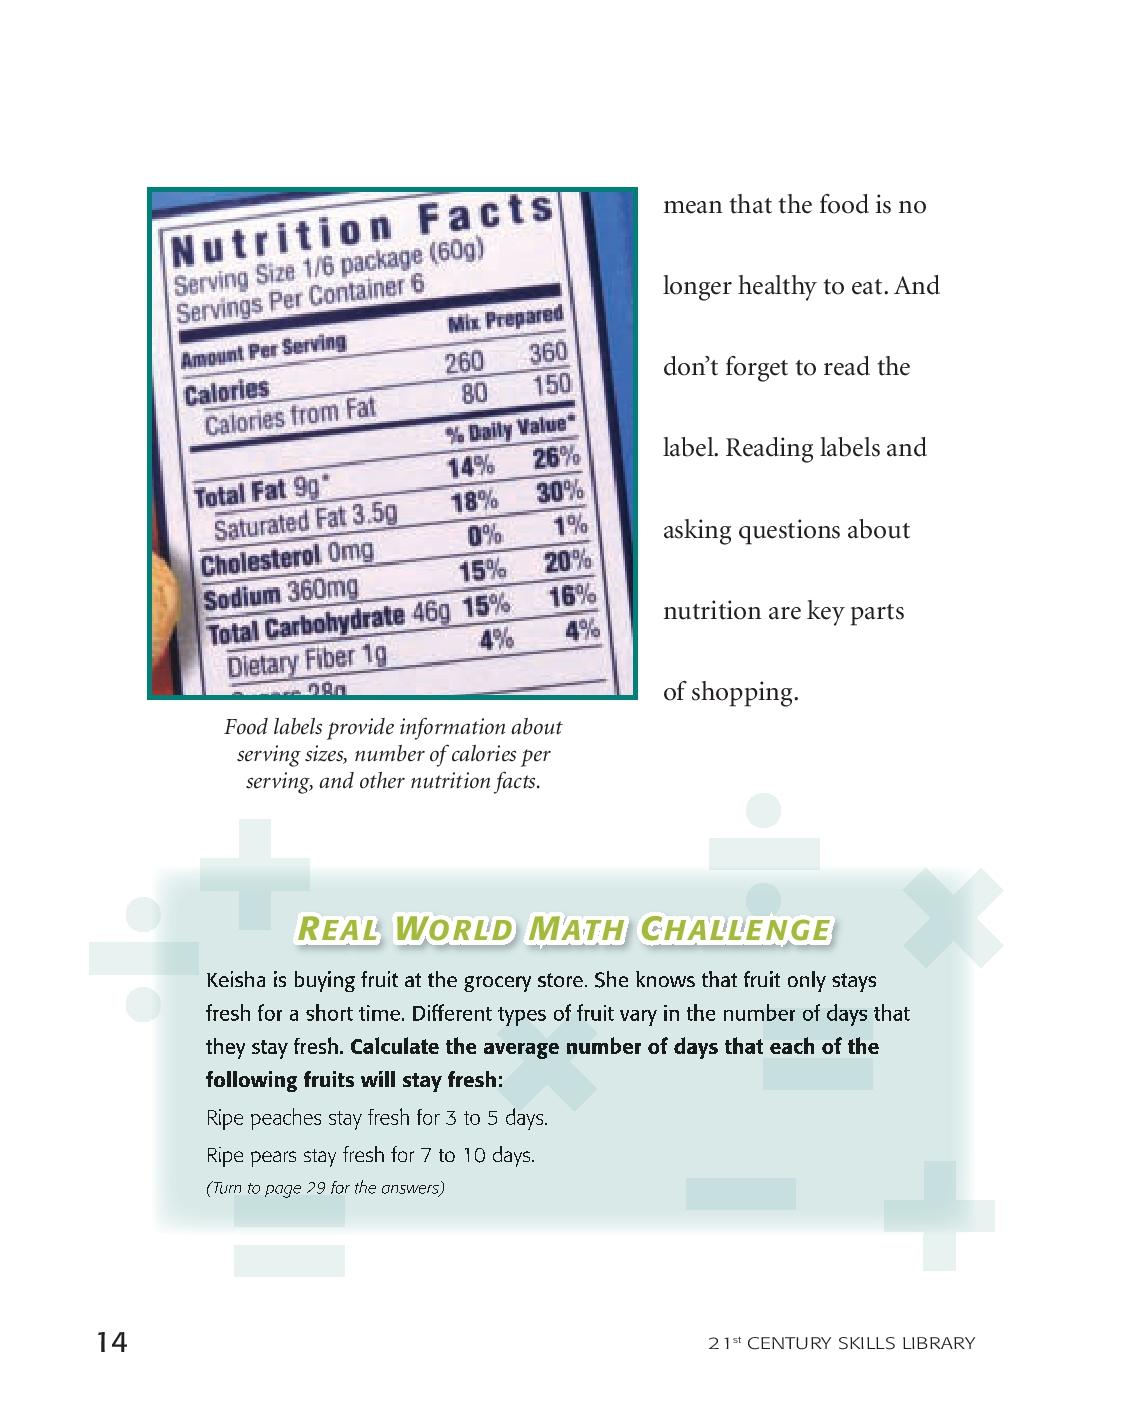 Nutrition Facts
Serving Size 1/6 package (60g)
Servings Per Container 6
Amount Per Serving Mix Prepared
Calories 260 360
Calories from Fat 80 150
% Daily Value*
Total Fat 9g* 14% 26%
Saturated Fat 3.5g 18% 30%
Cholesterol 0mg 0% 1%
Sodium 360mg 15% 20%
Total Carbohydrate 46g 15% 16%
Dietary Fiber 1g 4% 4%
Sugars 28g
Food labels provide information about
serving sizes, number of calories per
serving, and other nutrition facts.
mean that the food is no
longer healthy to eat. And
don’t forget to read the
label. Reading labels and
asking questions about
nutrition are key parts
of shopping.
REAL WORLD MATH CHALLENGE
Keisha is buying fruit at the grocery store. She knows that fruit only stays
fresh for a short time. Different types of fruit vary in the number of days that
they stay fresh. Calculate the average number of days that each of the
following fruits will stay fresh:
Ripe peaches stay fresh for 3 to 5 days.
Ripe pears stay fresh for 7 to 10 days.
(Turn to page 29 for the answers)
14
21st CENTURY SKILLS LIBRARY